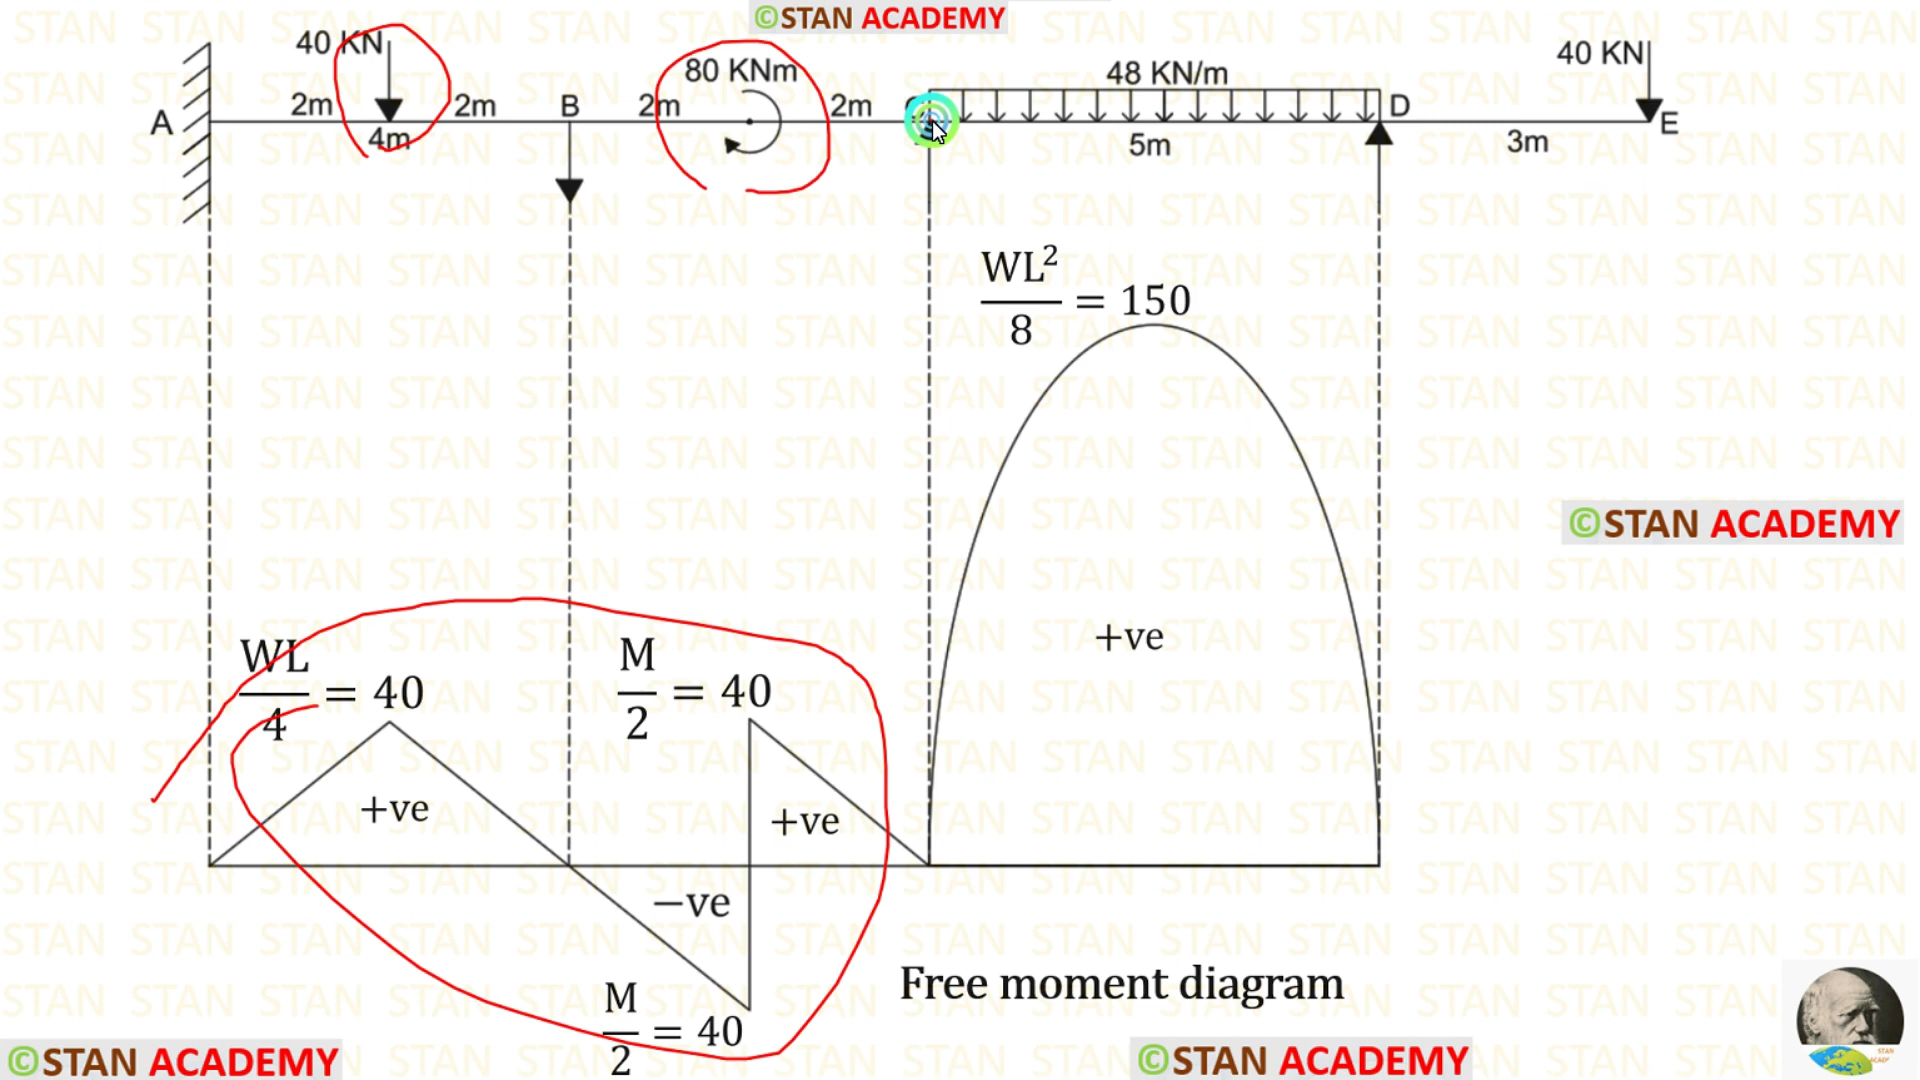 ©STAN ACADEMY
40 KN
80 KNm
48 KN/m
40 KN
A
2m
2m
B
2m
2m
D
E
4m
5m
3m
WL²
8
= 150
+ve
©STAN ACADEMY
WL
4
= 40
M
2
= 40
+ve
+ve
−ve
M
2
= 40
Free moment diagram
©STAN ACADEMY
©STAN ACADEMY